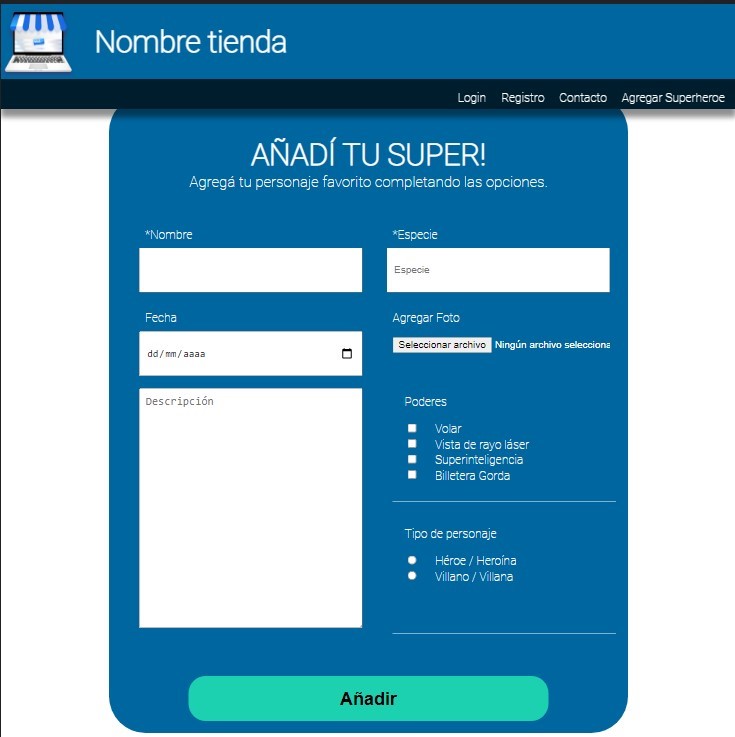 Nombre tienda
Login Registro Contacto Agregar Superheroe
AÑADÍ TU SUPER!
Agregá tu personaje favorito completando las opciones.
*Nombre
*Especie
Especie
Fecha
Agregar Foto
dd/mm/aaaa
Seleccionar archivo Ningún archivo selecciona
Descripción
Poderes
Volar
Vista de rayo láser
Superinteligencia
Billetera Gorda
Tipo de personaje
Héroe / Heroína
Villano / Villana
Añadir